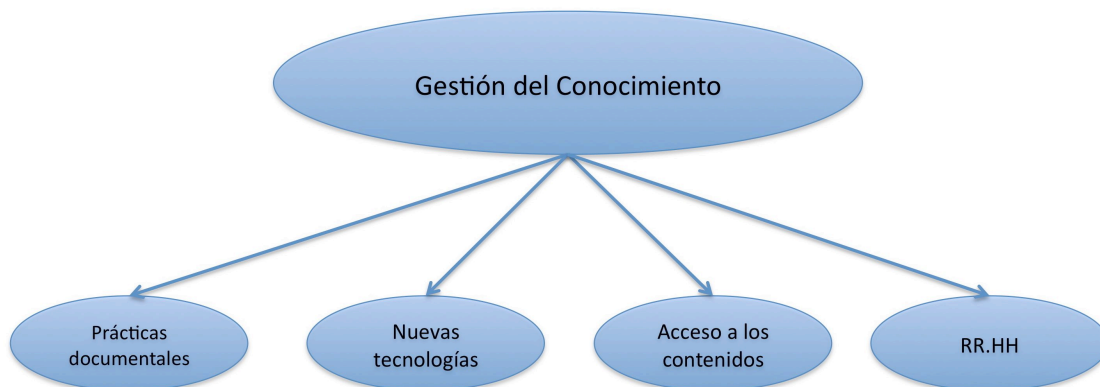 Gestión del Conocimiento
Prácticas
documentales
Nuevas
tecnologías
Acceso a los
contenidos
RR.HH